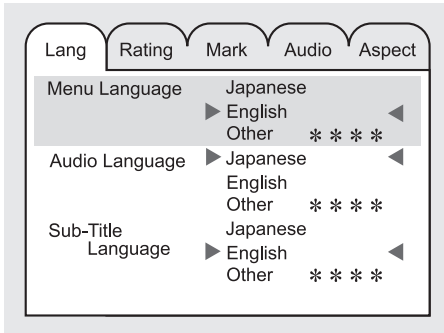 Lang Rating Mark Audio Aspect
Menu Language Japanese
▶ English ◀
Other ****
Audio Language ▶ Japanese ◀
English
Other ****
Sub-Title Japanese
Language ▶ English ◀
Other ****